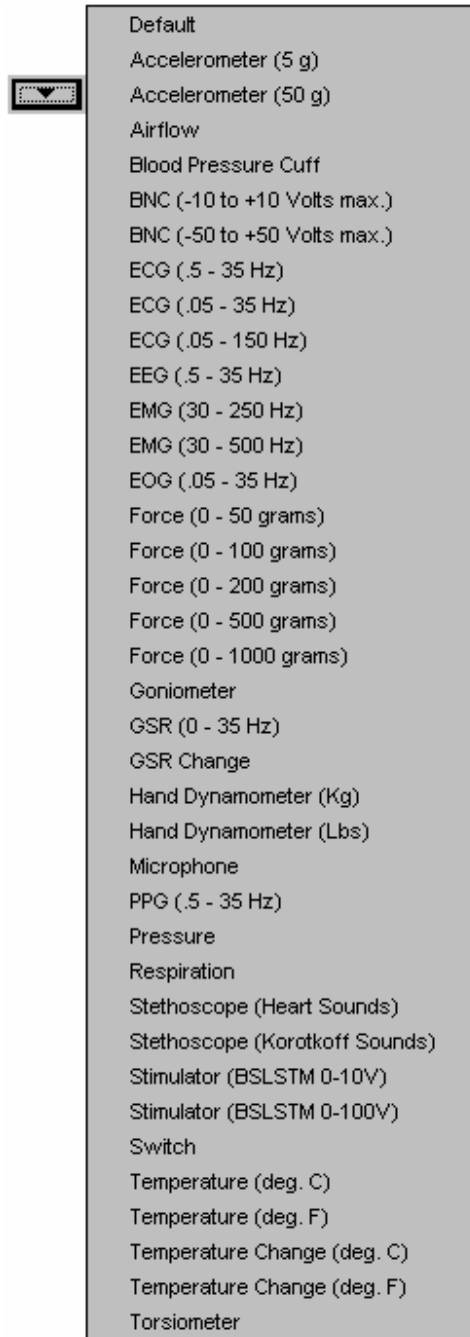 Default
Accelerometer (5 g)
Accelerometer (50 g)
Airflow
Blood Pressure Cuff
BNC (-10 to +10 Volts max.)
BNC (-50 to +50 Volts max.)
ECG (.5 - 35 Hz)
ECG (.05 - 35 Hz)
ECG (.05 - 150 Hz)
EEG (.5 - 35 Hz)
EMG (30 - 250 Hz)
EMG (30 - 500 Hz)
EOG (.05 - 35 Hz)
Force (0 - 50 grams)
Force (0 - 100 grams)
Force (0 - 200 grams)
Force (0 - 500 grams)
Force (0 - 1000 grams)
Goniometer
GSR (0 - 35 Hz)
GSR Change
Hand Dynamometer (Kg)
Hand Dynamometer (Lbs)
Microphone
PPG (.5 - 35 Hz)
Pressure
Respiration
Stethoscope (Heart Sounds)
Stethoscope (Korotkoff Sounds)
Stimulator (BSLSTM 0-10V)
Stimulator (BSLSTM 0-100V)
Switch
Temperature (deg. C)
Temperature (deg. F)
Temperature Change (deg. C)
Temperature Change (deg. F)
Torsiometer